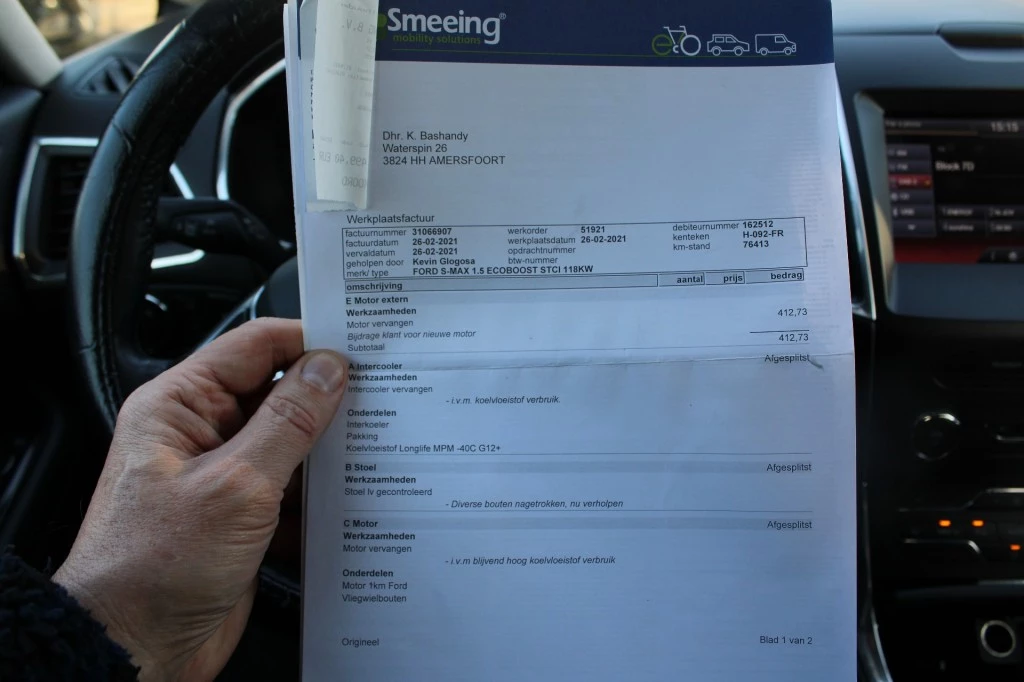 Smeeing®
mobility solutions
Dhr. K. Bashandy
Waterspin 26
3824 HH AMERSFOORT
Werkplaatsfactuur
factuurnummer 31066907 werkorder 51921 debiteurnummer 162512
factuurdatum 26-02-2021 werkplaatsdatum 26-02-2021 kenteken H-092-FR
vervaldatum 26-02-2021 opdrachtnummer km-stand 76413
geholpen door Kevin Glogosa btw-nummer
merk/ type FORD S-MAX 1.5 ECOBOOST STCI 118KW
omschrijving aantal prijs bedrag
E Motor extern
Werkzaamheden
Motor vervangen 412,73
Bijdrage klant voor nieuwe motor
Subtotaal 412,73
A Intercooler Afgesplitst
Werkzaamheden
Intercooler vervangen
- i.v.m. koelvloeistof verbruik.
Onderdelen
Interkoeler
Pakking
Koelvloeistof Longlife MPM -40C G12+
B Stoel Afgesplitst
Werkzaamheden
Stoel lv gecontroleerd
- Diverse bouten nagetrokken, nu verholpen
C Motor Afgesplitst
Werkzaamheden
Motor vervangen
- i.v.m blijvend hoog koelvloeistof verbruik
Onderdelen
Motor 1km Ford
Vliegwielbouten
Origineel Blad 1 van 2
15:15
Block 7D